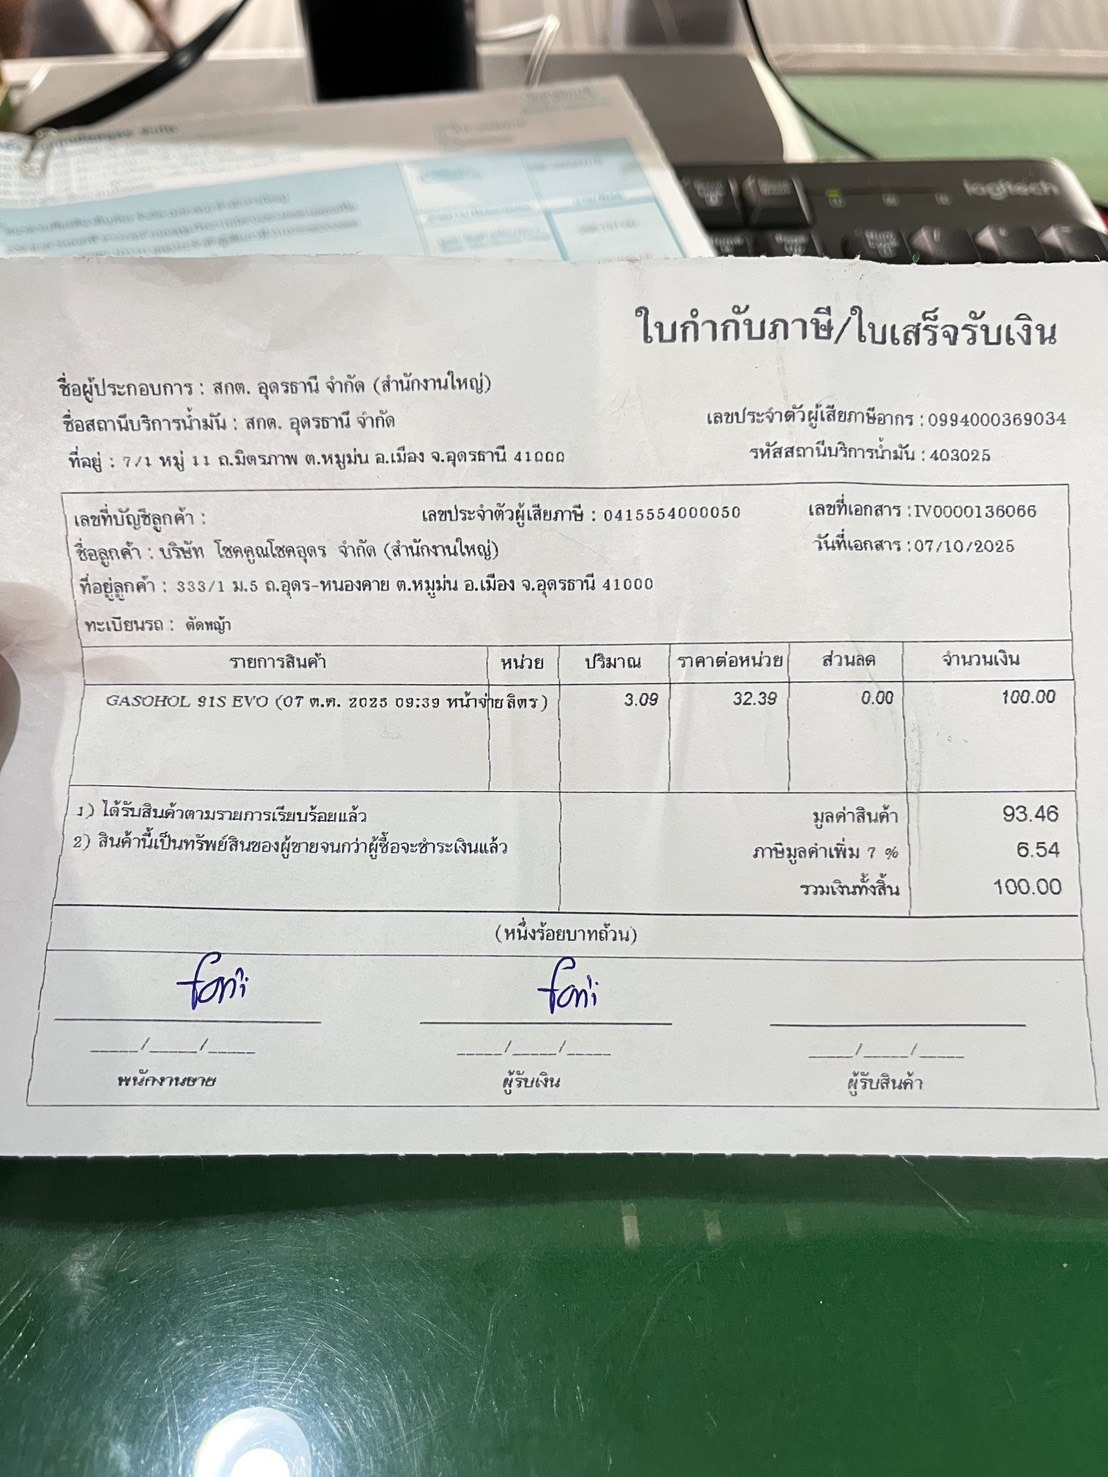 logitech
ใบกำกับภาษี/ใบเสร็จรับเงิน
ชื่อผู้ประกอบการ : สกต. อุดรธานี จำกัด (สำนักงานใหญ่)
ชื่อสถานีบริการน้ำมัน : สกต. อุดรธานี จำกัด
เลขประจำตัวผู้เสียภาษีอากร : 0994000369034
ที่อยู่ : 7/1 หมู่ 11 ถ.มิตรภาพ ต.หมูม่น อ.เมือง จ.อุดรธานี 41000
รหัสสถานีบริการน้ำมัน : 403025
เลขที่บัญชีลูกค้า : เลขประจำตัวผู้เสียภาษี : 0415554000050 เลขที่เอกสาร : IV0000136066
ชื่อลูกค้า : บริษัท โชคคูณโชคอุดร จำกัด (สำนักงานใหญ่) วันที่เอกสาร : 07/10/2025
ที่อยู่ลูกค้า : 333/1 ม.5 ถ.อุดร-หนองคาย ต.หมูม่น อ.เมือง จ.อุดรธานี 41000
ทะเบียนรถ : ตัดหญ้า
รายการสินค้า หน่วย ปริมาณ ราคาต่อหน่วย ส่วนลด จำนวนเงิน
GASOHOL 91S EVO (07 ต.ค. 2025 09:39 หน้าจ่าย ลิตร ) 3.09 32.39 0.00 100.00
1) ได้รับสินค้าตามรายการเรียบร้อยแล้ว
2) สินค้านี้เป็นทรัพย์สินของผู้ขายจนกว่าผู้ซื้อจะชำระเงินแล้ว
มูลค่าสินค้า 93.46
ภาษีมูลค่าเพิ่ม 7 % 6.54
รวมเงินทั้งสิ้น 100.00
(หนึ่งร้อยบาทถ้วน)
____/____/____ ____/____/____ ____/____/____
พนักงานขาย ผู้รับเงิน ผู้รับสินค้า